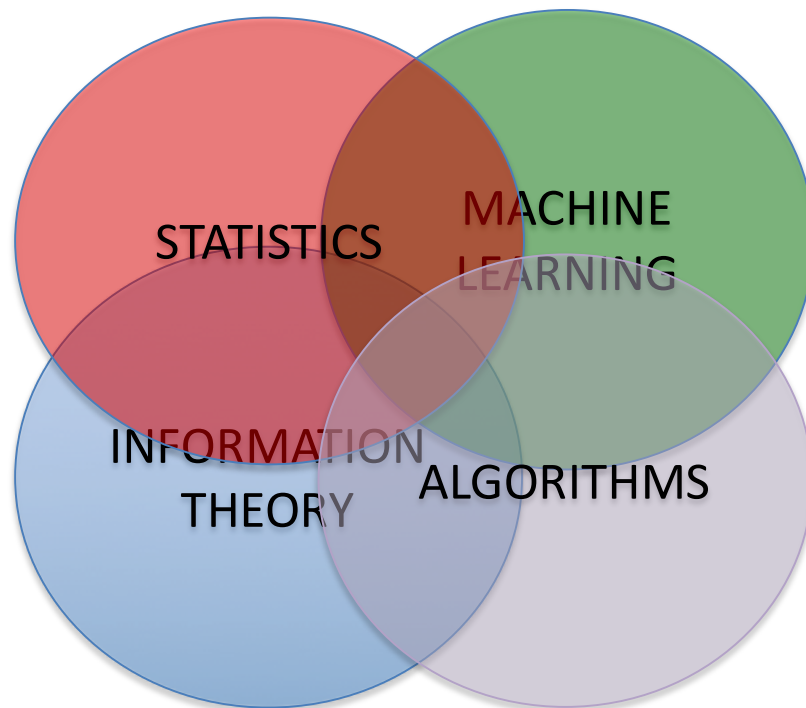 STATISTICS
MACHINE
LEARNING
INFORMATION
THEORY
ALGORITHMS